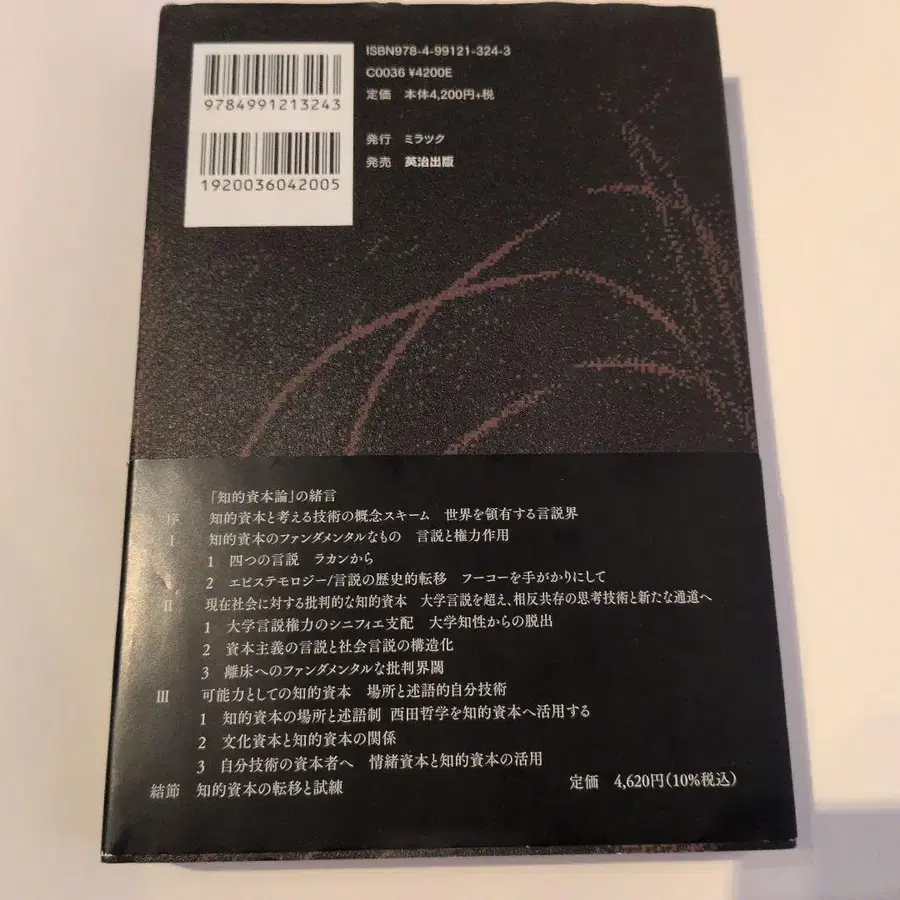 ISBN978-4-99121-324-3
C0036 ¥4200E
定価 本体4,200円+税
9784991213243
発行 ミラツク
発売 英治出版
1920036042005
「知的資本論」の緒言
序 知的資本と考える技術の概念スキーム 世界を領有する言説界
I 知的資本のファンダメンタルなもの 言説と権力作用
1 四つの言説 ラカンから
2 エピステモロジー/言説の歴史的転移 フーコーを手がかりにして
II 現在社会に対する批判的な知的資本 大学言説を超え、相反共存の思考技術と新たな通道へ
1 大学言説権力のシニフィエ支配 大学知性からの脱出
2 資本主義の言説と社会言説の構造化
3 離床へのファンダメンタルな批判界閾
III 可能力としての知的資本 場所と述語的自分技術
1 知的資本の場所と述語制 西田哲学を知的資本へ活用する
2 文化資本と知的資本の関係
3 自分技術の資本者へ 情緒資本と知的資本の活用
結節 知的資本の転移と試練
定価 4,620円(10%税込)